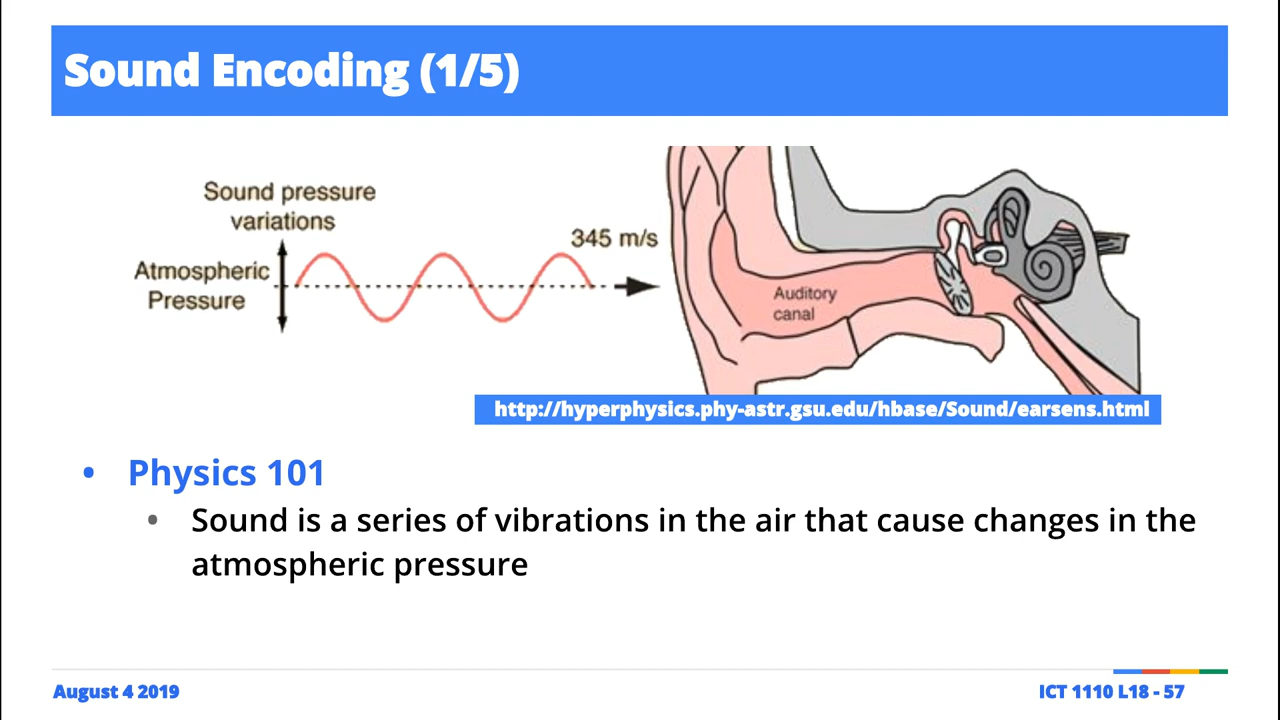 Sound Encoding (1/5)
Sound pressure
variations
345 m/s
Atmospheric
Pressure
Auditory
canal
http://hyperphysics.phy-astr.gsu.edu/hbase/Sound/earsens.html
• Physics 101
• Sound is a series of vibrations in the air that cause changes in the
atmospheric pressure
August 4 2019
ICT 1110 L18 - 57